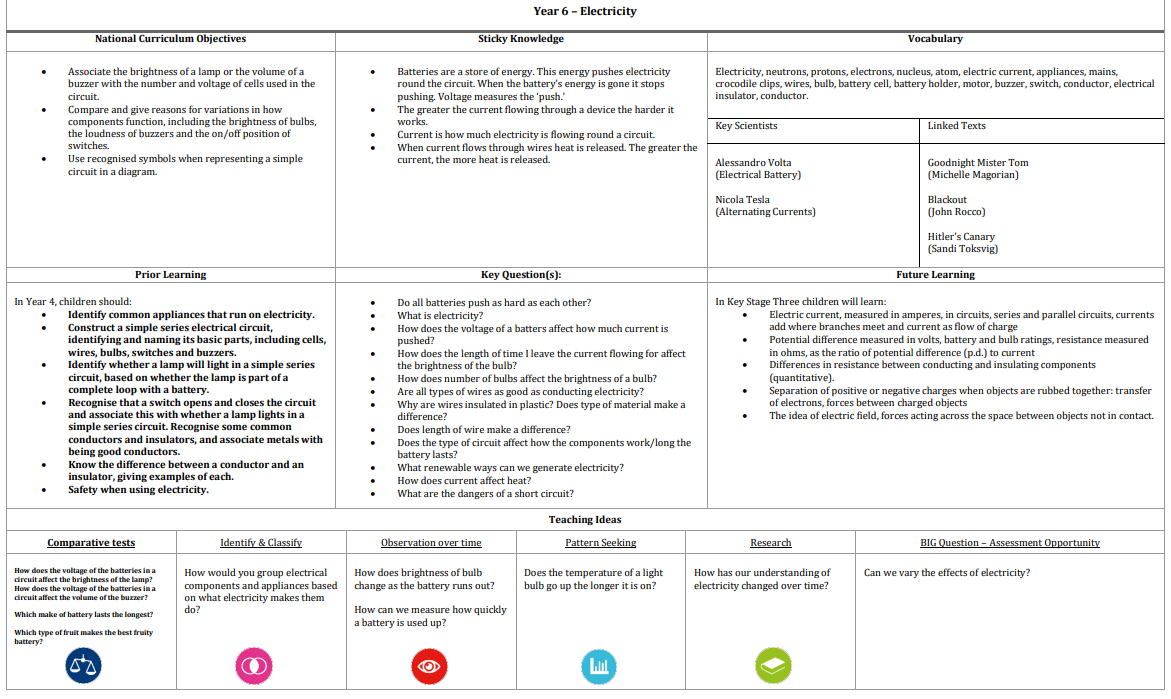 Year 6 – Electricity
National Curriculum Objectives
• Associate the brightness of a lamp or the volume of a
buzzer with the number and voltage of cells used in the
circuit.
• Compare and give reasons for variations in how
components function, including the brightness of bulbs,
the loudness of buzzers and the on/off position of
switches.
• Use recognised symbols when representing a simple
circuit in a diagram.
Sticky Knowledge
• Batteries are a store of energy. This energy pushes electricity
round the circuit. When the battery's energy is gone it stops
pushing. Voltage measures the 'push.'
• The greater the current flowing through a device the harder it
works.
• Current is how much electricity is flowing round a circuit.
• When current flows through wires heat is released. The greater the
current, the more heat is released.
Vocabulary
Electricity, neutrons, protons, electrons, nucleus, atom, electric current, appliances, mains,
crocodile clips, wires, bulb, battery cell, battery holder, motor, buzzer, switch, conductor, electrical
insulator, conductor.
Key Scientists
Alessandro Volta
(Electrical Battery)
Nicola Tesla
(Alternating Currents)
Linked Texts
Goodnight Mister Tom
(Michelle Magorian)
Blackout
(John Rocco)
Hitler's Canary
(Sandi Toksvig)
Prior Learning
In Year 4, children should:
• Identify common appliances that run on electricity.
• Construct a simple series electrical circuit,
identifying and naming its basic parts, including cells,
wires, bulbs, switches and buzzers.
• Identify whether a lamp will light in a simple series
circuit, based on whether the lamp is part of a
complete loop with a battery.
• Recognise that a switch opens and closes the circuit
and associate this with whether a lamp lights in a
simple series circuit. Recognise some common
conductors and insulators, and associate metals with
being good conductors.
• Know the difference between a conductor and an
insulator, giving examples of each.
• Safety when using electricity.
Key Question(s):
• Do all batteries push as hard as each other?
• What is electricity?
• How does the voltage of a batters affect how much current is
pushed?
• How does the length of time I leave the current flowing for affect
the brightness of the bulb?
• How does number of bulbs affect the brightness of a bulb?
• Are all types of wires as good as conducting electricity?
• Why are wires insulated in plastic? Does type of material make a
difference?
• Does length of wire make a difference?
• Does the type of circuit affect how the components work/long the
battery lasts?
• What renewable ways can we generate electricity?
• How does current affect heat?
• What are the dangers of a short circuit?
Future Learning
In Key Stage Three children will learn:
• Electric current, measured in amperes, in circuits, series and parallel circuits, currents
add where branches meet and current as flow of charge
• Potential difference measured in volts, battery and bulb ratings, resistance measured
in ohms, as the ratio of potential difference (p.d.) to current
• Differences in resistance between conducting and insulating components
(quantitative).
• Separation of positive or negative charges when objects are rubbed together: transfer
of electrons, forces between charged objects
• The idea of electric field, forces acting across the space between objects not in contact.
Teaching Ideas
Comparative tests
How does the voltage of the batteries in a
circuit affect the brightness of the lamp?
How does the voltage of the batteries in a
circuit affect the volume of the buzzer?
Which make of battery lasts the longest?
Which type of fruit makes the best fruity
battery?
Identify & Classify
How would you group electrical
components and appliances based
on what electricity makes them
do?
Observation over time
How does brightness of bulb
change as the battery runs out?
How can we measure how quickly
a battery is used up?
Pattern Seeking
Does the temperature of a light
bulb go up the longer it is on?
Research
How has our understanding of
electricity changed over time?
BIG Question – Assessment Opportunity
Can we vary the effects of electricity?